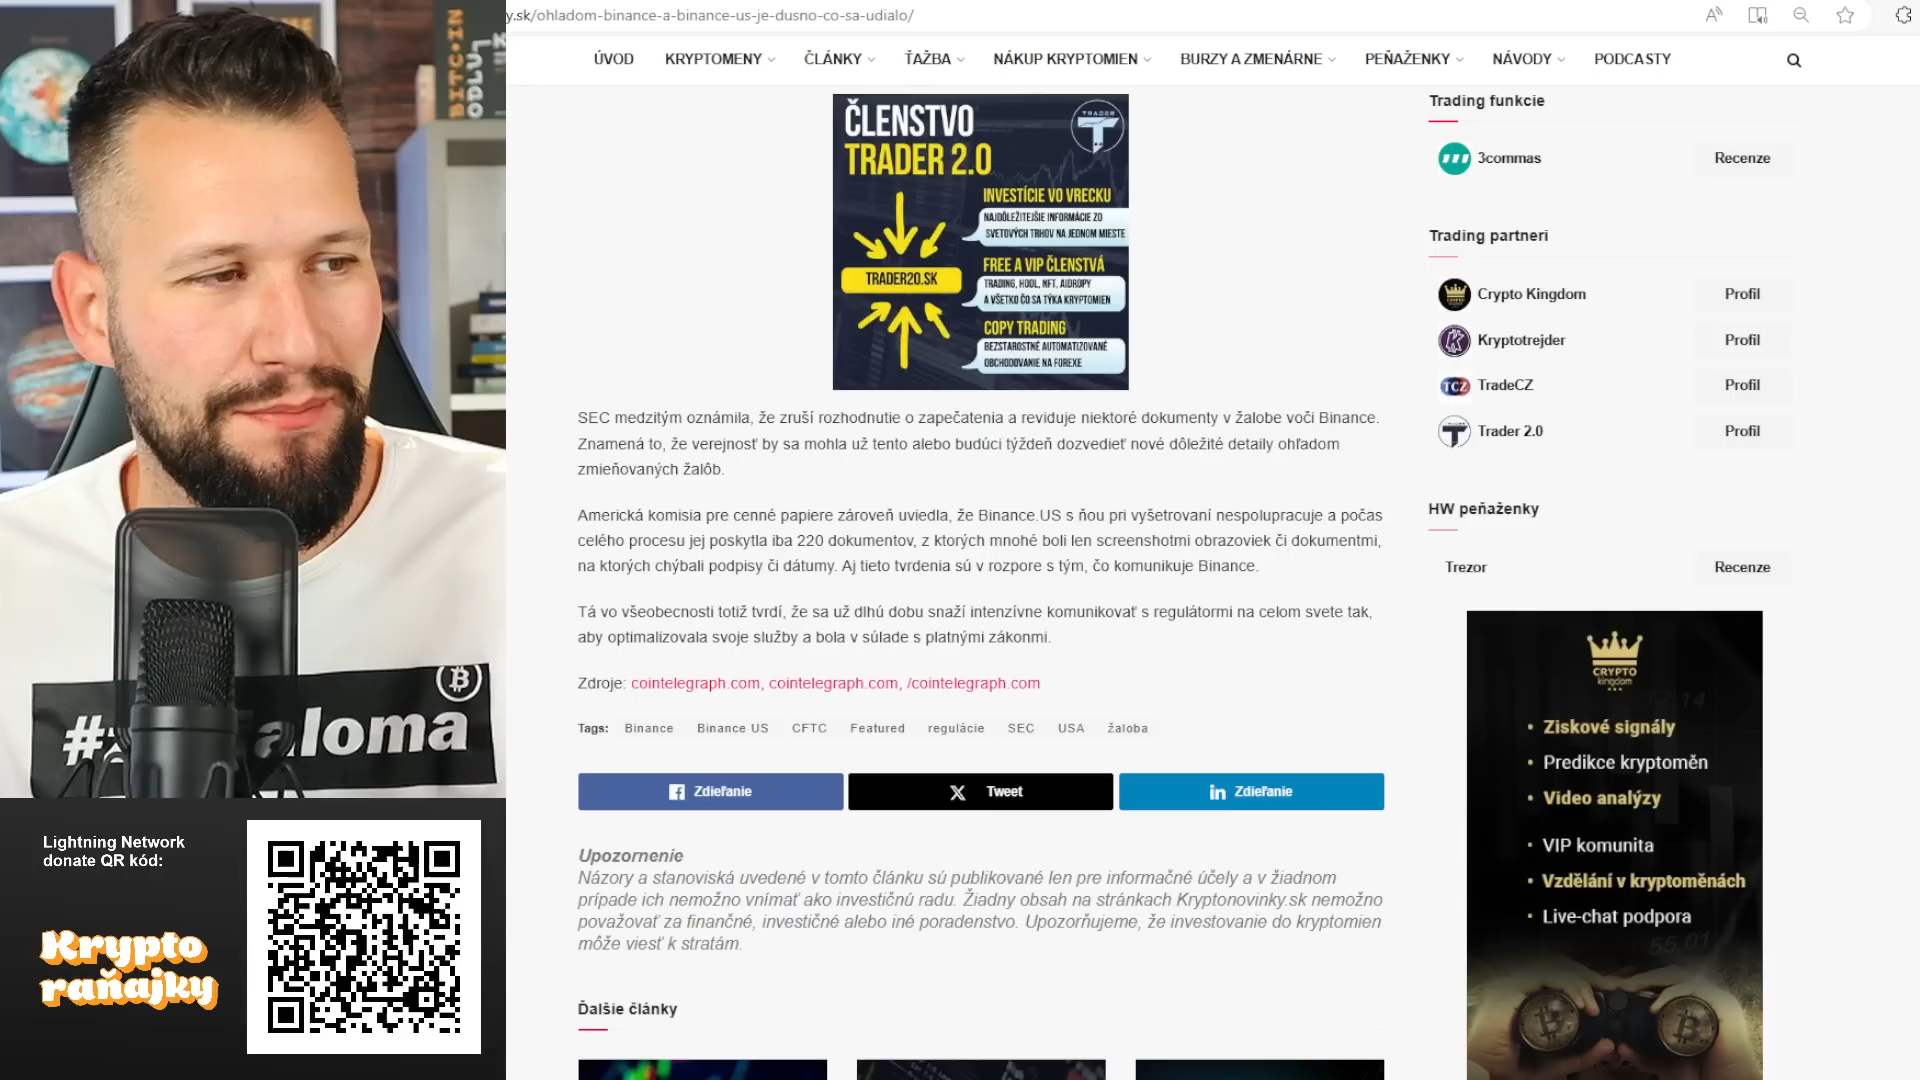 y.sk/ohladom-binance-a-binance-us-je-dusno-co-sa-udialo/
ÚVOD
KRYPTOMENY
ČLÁNKY
ŤAŽBA
NÁKUP KRYPTOMIEN
BURZY A ZMENÁRNE
PEŇAŽENKY
NÁVODY
PODCASTY
ČLENSTVO
TRADER 2.0
TRADER
INVESTÍCIE VO VRECKU
NAJDÔLEŽITEJŠIE INFORMÁCIE ZO
SVETOVÝCH TRHOV NA JEDNOM MIESTE
TRADER20.SK
FREE A VIP ČLENSTVÁ
TRADING, HODL, NFT, AIDROPY
A VŠETKO ČO SA TÝKA KRYPTOMIEN
COPY TRADING
BEZSTAROSTNÉ AUTOMATIZOVANÉ
OBCHODOVANIE NA FOREXE
SEC medzitým oznámila, že zruší rozhodnutie o zapečatenia a reviduje niektoré dokumenty v žalobe voči Binance.
Znamená to, že verejnosť by sa mohla už tento alebo budúci týždeň dozvedieť nové dôležité detaily ohľadom
zmieňovaných žalôb.
Americká komisia pre cenné papiere zároveň uviedla, že Binance.US s ňou pri vyšetrovaní nespolupracuje a počas
celého procesu jej poskytla iba 220 dokumentov, z ktorých mnohé boli len screenshotmi obrazoviek či dokumentmi,
na ktorých chýbali podpisy či dátumy. Aj tieto tvrdenia sú v rozpore s tým, čo komunikuje Binance.
Tá vo všeobecnosti totiž tvrdí, že sa už dlhú dobu snaží intenzívne komunikovať s regulátormi na celom svete tak,
aby optimalizovala svoje služby a bola v súlade s platnými zákonmi.
Zdroje: cointelegraph.com, cointelegraph.com, /cointelegraph.com
Tags: Binance Binance US CFTC Featured regulácie SEC USA žaloba
Zdieľanie
Tweet
Zdieľanie
Upozornenie
Názory a stanoviská uvedené v tomto článku sú publikované len pre informačné účely a v žiadnom
prípade ich nemožno vnímať ako investičnú radu. Žiadny obsah na stránkach Kryptonovinky.sk nemožno
považovať za finančné, investičné alebo iné poradenstvo. Upozorňujeme, že investovanie do kryptomien
môže viesť k stratám.
Ďalšie články
Trading funkcie
3commas
Recenze
Trading partneri
Crypto Kingdom
Profil
Kryptotrejder
Profil
TCZ
TradeCZ
Profil
Trader 2.0
Profil
HW peňaženky
Trezor
Recenze
CRYPTO
kingdom
• Ziskové signály
• Predikce kryptoměn
• Video analýzy
• VIP komunita
• Vzdělání v kryptoměnách
• Live-chat podpora
Lightning Network
donate QR kód:
Krypto
raňajky